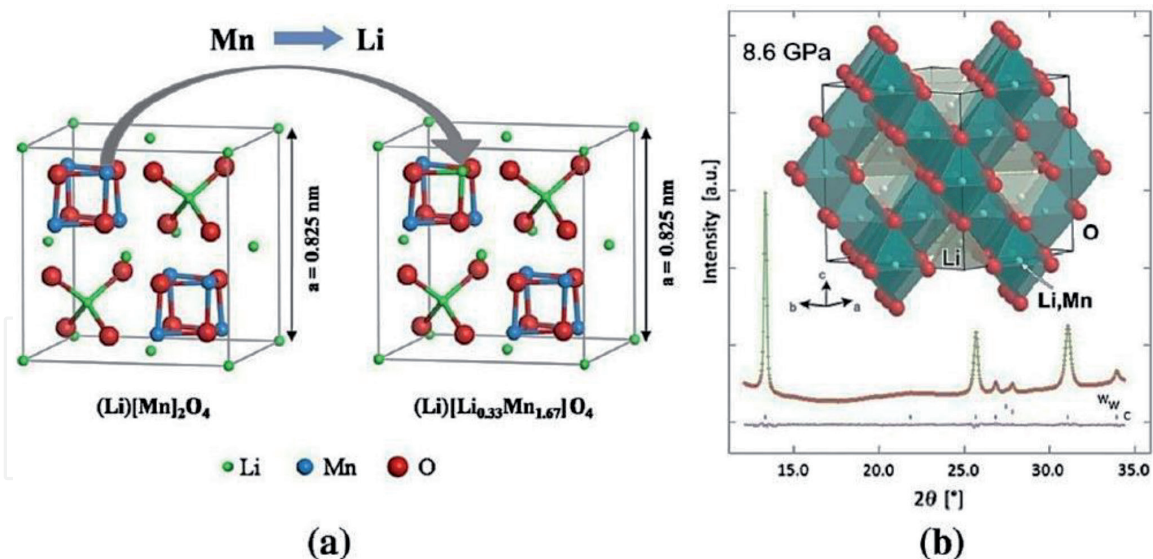 Mn Li
a = 0.825 nm
a = 0.825 nm
(Li)[Mn]₂O₄
(Li)[Li₀.₃₃Mn₁.₆₇]O₄
Li Mn O
(a)
8.6 GPa
Intensity [a.u.]
O
Li
Li,Mn
c
b a
W W C
15.0 20.0 25.0 30.0 35.0
2θ [°]
(b)